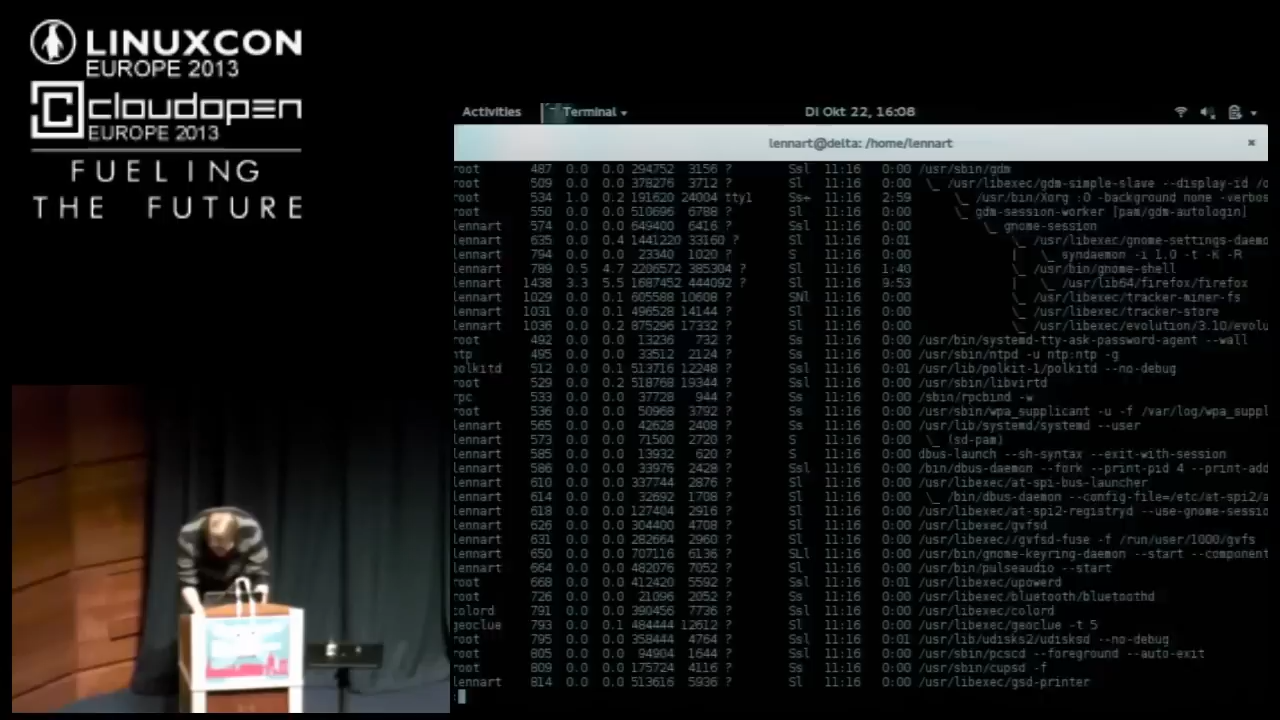 LINUXCON
EUROPE 2013
cloudopen
EUROPE 2013
FUELING
THE FUTURE
Activities Terminal Di Okt 22, 16:08
lennart@delta: /home/lennart
root 487 0.0 0.0 294752 3156 ? Ssl 11:16 0:00 /usr/sbin/gdm
root 509 0.0 0.0 378276 3712 ? Sl 11:16 0:00 \_ /usr/libexec/gdm-simple-slave --display-id /o
root 534 1.0 0.2 191620 24004 tty1 Ss+ 11:16 2:59 \_ /usr/bin/Xorg :0 -background none -verbos
root 550 0.0 0.0 510696 6788 ? Sl 11:16 0:00 \_ gdm-session-worker [pam/gdm-autologin]
lennart 574 0.0 0.0 649400 6416 ? Ssl 11:16 0:00 \_ gnome-session
lennart 635 0.0 0.4 1441220 33160 ? Sl 11:16 0:01 \_ /usr/libexec/gnome-settings-daemo
lennart 794 0.0 0.0 23340 1020 ? S 11:16 0:00 | \_ syndaemon -i 1.0 -t -K -R
lennart 789 0.5 4.7 2206572 385304 ? Sl 11:16 1:40 \_ /usr/bin/gnome-shell
lennart 1438 3.3 5.5 1687452 444092 ? Sl 11:16 9:53 | \_ /usr/lib64/firefox/firefox
lennart 1029 0.0 0.1 605588 10608 ? SNl 11:16 0:00 \_ /usr/libexec/tracker-miner-fs
lennart 1031 0.0 0.1 496528 14144 ? Sl 11:16 0:00 \_ /usr/libexec/tracker-store
lennart 1036 0.0 0.2 875296 17332 ? Sl 11:16 0:00 \_ /usr/libexec/evolution/3.10/evolu
root 492 0.0 0.0 13236 732 ? Ss 11:16 0:00 /usr/bin/systemd-tty-ask-password-agent --wall
ntp 495 0.0 0.0 33512 2124 ? Ss 11:16 0:00 /usr/sbin/ntpd -u ntp:ntp -g
polkitd 512 0.0 0.1 513716 12248 ? Ssl 11:16 0:01 /usr/lib/polkit-1/polkitd --no-debug
root 529 0.0 0.2 518768 19344 ? Ssl 11:16 0:00 /usr/sbin/libvirtd
rpc 533 0.0 0.0 37728 944 ? Ss 11:16 0:00 /sbin/rpcbind -w
root 536 0.0 0.0 50968 3792 ? Ss 11:16 0:00 /usr/sbin/wpa_supplicant -u -f /var/log/wpa_suppl
lennart 565 0.0 0.0 42628 2408 ? Ss 11:16 0:00 /usr/lib/systemd/systemd --user
lennart 573 0.0 0.0 71500 2720 ? S 11:16 0:00 \_ (sd-pam)
lennart 585 0.0 0.0 13932 620 ? S 11:16 0:00 dbus-launch --sh-syntax --exit-with-session
lennart 586 0.0 0.0 33976 2428 ? Ssl 11:16 0:00 /bin/dbus-daemon --fork --print-pid 4 --print-add
lennart 610 0.0 0.0 337744 2876 ? Sl 11:16 0:00 /usr/libexec/at-spi-bus-launcher
lennart 614 0.0 0.0 32692 1708 ? Sl 11:16 0:00 \_ /bin/dbus-daemon --config-file=/etc/at-spi2/a
lennart 618 0.0 0.0 127404 2916 ? Sl 11:16 0:00 /usr/libexec/at-spi2-registryd --use-gnome-sessio
lennart 626 0.0 0.0 304400 4708 ? Sl 11:16 0:00 /usr/libexec/gvfsd
lennart 631 0.0 0.0 282664 2960 ? Sl 11:16 0:00 /usr/libexec//gvfsd-fuse -f /run/user/1000/gvfs
lennart 650 0.0 0.0 707116 6136 ? SLl 11:16 0:00 /usr/bin/gnome-keyring-daemon --start --component
lennart 664 0.0 0.0 482076 7052 ? Sl 11:16 0:00 /usr/bin/pulseaudio --start
root 668 0.0 0.0 412420 5592 ? Ssl 11:16 0:01 /usr/libexec/upowerd
root 726 0.0 0.0 21096 2052 ? Ss 11:16 0:00 /usr/libexec/bluetooth/bluetoothd
colord 791 0.0 0.0 390456 7736 ? Ssl 11:16 0:00 /usr/libexec/colord
geoclue 793 0.0 0.1 484444 12612 ? Sl 11:16 0:00 /usr/libexec/geoclue -t 5
root 795 0.0 0.0 358444 4764 ? Ssl 11:16 0:01 /usr/lib/udisks2/udisksd --no-debug
root 805 0.0 0.0 94904 1644 ? Ssl 11:16 0:00 /usr/sbin/pcscd --foreground --auto-exit
root 809 0.0 0.0 175724 4116 ? Ss 11:16 0:00 /usr/sbin/cupsd -f
lennart 814 0.0 0.0 513616 5936 ? Sl 11:16 0:00 /usr/libexec/gsd-printer
: